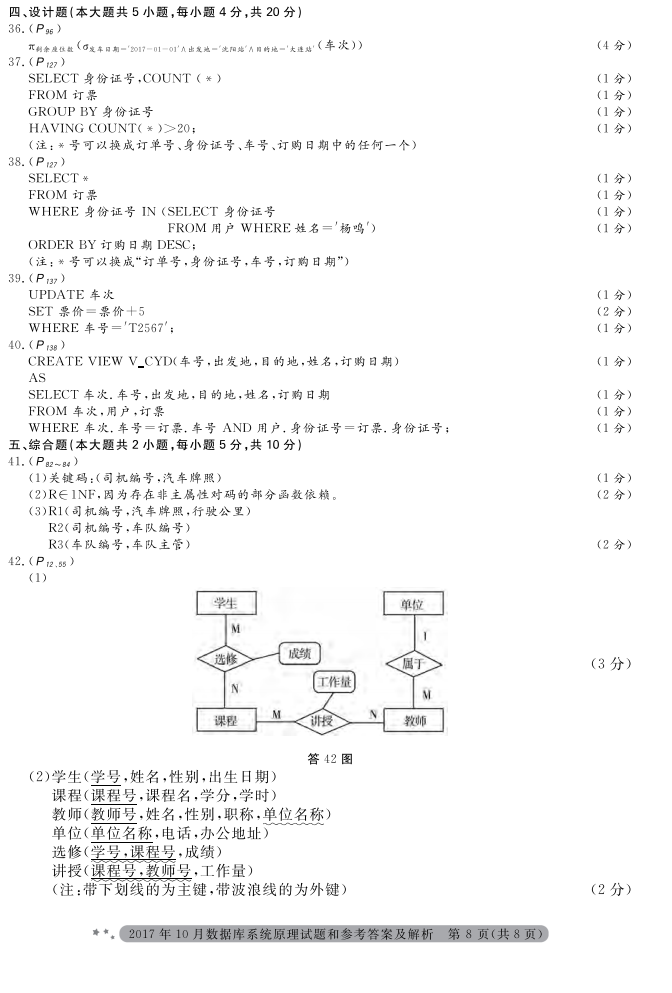 四、设计题(本大题共 5 小题,每小题 4 分,共 20 分)
36.(P96)
π剩余座位数(σ发车日期='2017-01-01'∧出发地='沈阳站'∧目的地='大连站'(车次)) (4 分)
37.(P127)
SELECT 身份证号,COUNT(*) (1 分)
FROM 订票 (1 分)
GROUP BY 身份证号 (1 分)
HAVING COUNT(*)>20; (1 分)
(注:*号可以换成订单号、身份证号、车号、订购日期中的任何一个)
38.(P127)
SELECT * (1 分)
FROM 订票 (1 分)
WHERE 身份证号 IN (SELECT 身份证号 (1 分)
FROM 用户 WHERE 姓名='杨鸣') (1 分)
ORDER BY 订购日期 DESC;
(注:*号可以换成“订单号,身份证号,车号,订购日期”)
39.(P137)
UPDATE 车次 (1 分)
SET 票价=票价+5 (2 分)
WHERE 车号='T2567'; (1 分)
40.(P138)
CREATE VIEW V_CYD(车号,出发地,目的地,姓名,订购日期) (1 分)
AS
SELECT 车次.车号,出发地,目的地,姓名,订购日期 (1 分)
FROM 车次,用户,订票 (1 分)
WHERE 车次.车号=订票.车号 AND 用户.身份证号=订票.身份证号; (1 分)
五、综合题(本大题共 2 小题,每小题 5 分,共 10 分)
41.(P82~84)
(1)关键码:(司机编号,汽车牌照) (1 分)
(2)R∈1NF,因为存在非主属性对码的部分函数依赖。 (2 分)
(3)R1(司机编号,汽车牌照,行驶公里)
R2(司机编号,车队编号)
R3(车队编号,车队主管) (2 分)
42.(P12,55)
(1)
学生 单位
M 1
选修 成绩 属于 (3 分)
工作量
N M
课程 M 讲授 N 教师
答 42 图
(2)学生(学号,姓名,性别,出生日期)
课程(课程号,课程名,学分,学时)
教师(教师号,姓名,性别,职称,单位名称)
单位(单位名称,电话,办公地址)
选修(学号,课程号,成绩)
讲授(课程号,教师号,工作量)
(注:带下划线的为主键,带波浪线的为外键) (2 分)
2017 年 10 月数据库系统原理试题和参考答案及解析 第 8 页(共 8 页)